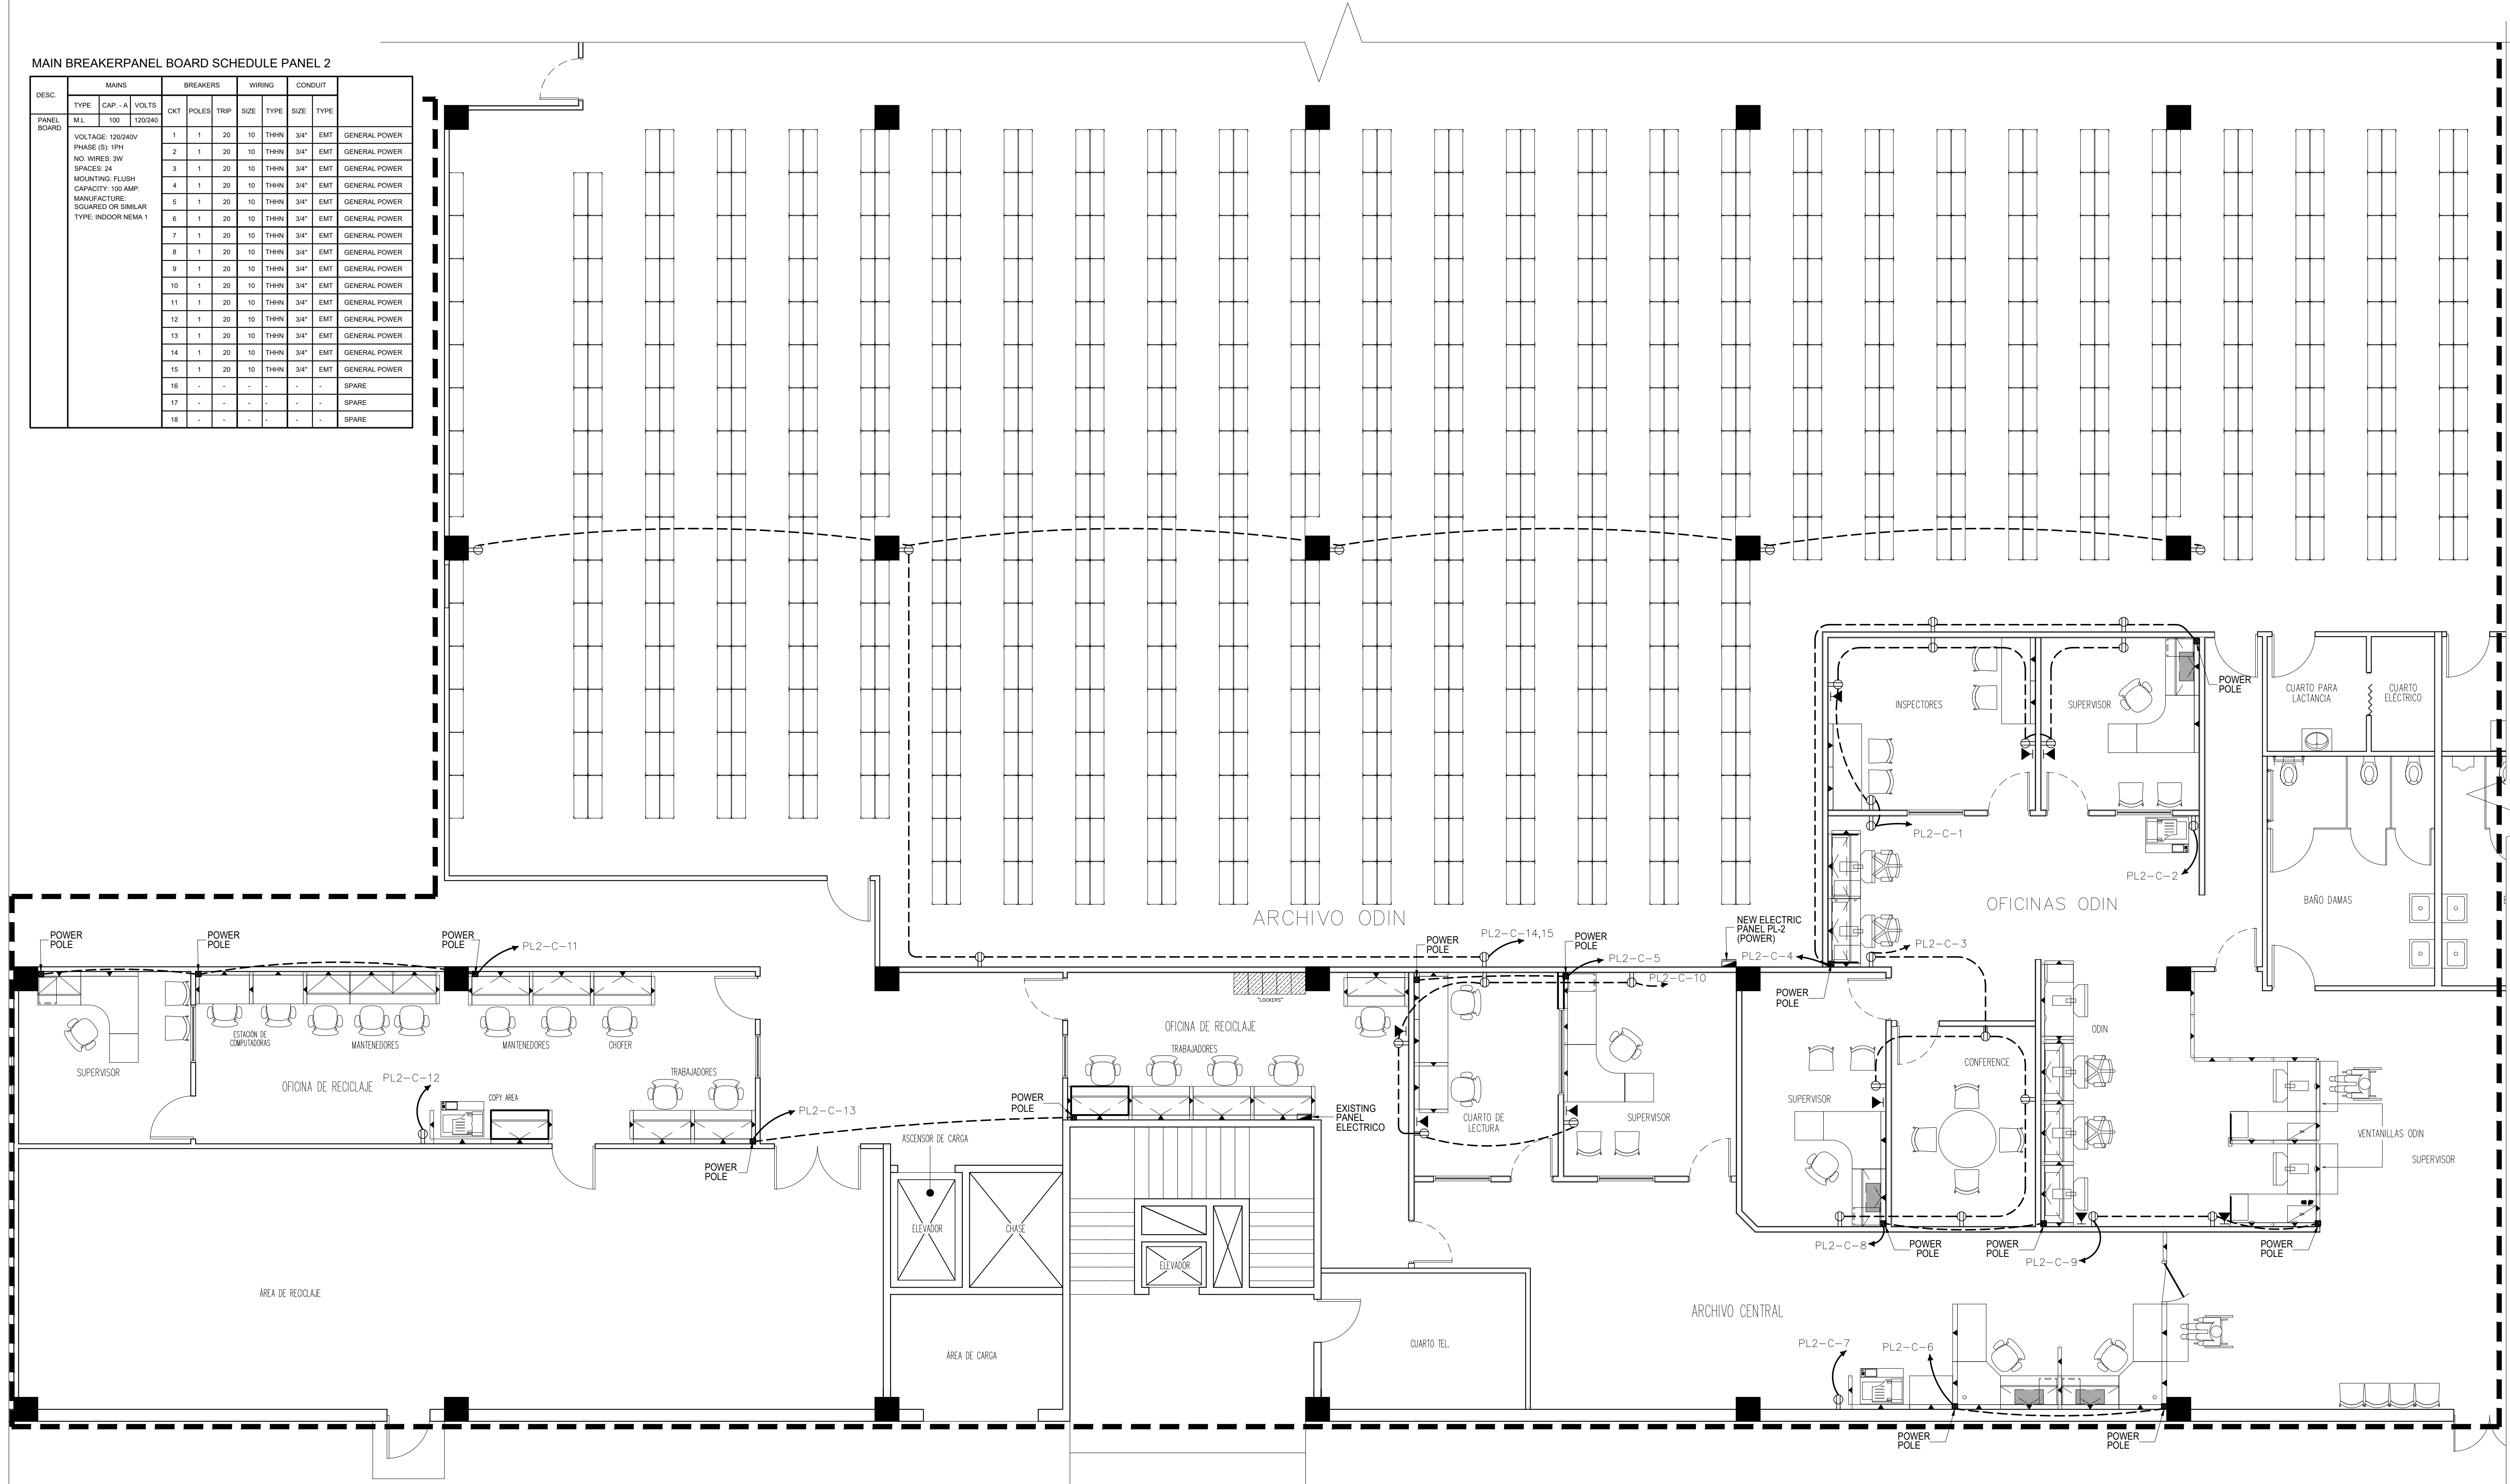 MAIN BREAKERPANEL BOARD SCHEDULE PANEL 2
DESC. MAINS BREAKERS WIRING CONDUIT
TYPE CAP. - A VOLTS CKT POLES TRIP SIZE TYPE SIZE TYPE
PANEL BOARD M.L 100 120/240
VOLTAGE: 120/240V
PHASE (S): 1PH
NO. WIRES: 3W
SPACES: 24
MOUNTING: FLUSH
CAPACITY: 100 AMP.
MANUFACTURE:
SGUARED OR SIMILAR
TYPE: INDOOR NEMA 1
1 1 20 10 THHN 3/4" EMT GENERAL POWER
2 1 20 10 THHN 3/4" EMT GENERAL POWER
3 1 20 10 THHN 3/4" EMT GENERAL POWER
4 1 20 10 THHN 3/4" EMT GENERAL POWER
5 1 20 10 THHN 3/4" EMT GENERAL POWER
6 1 20 10 THHN 3/4" EMT GENERAL POWER
7 1 20 10 THHN 3/4" EMT GENERAL POWER
8 1 20 10 THHN 3/4" EMT GENERAL POWER
9 1 20 10 THHN 3/4" EMT GENERAL POWER
10 1 20 10 THHN 3/4" EMT GENERAL POWER
11 1 20 10 THHN 3/4" EMT GENERAL POWER
12 1 20 10 THHN 3/4" EMT GENERAL POWER
13 1 20 10 THHN 3/4" EMT GENERAL POWER
14 1 20 10 THHN 3/4" EMT GENERAL POWER
15 1 20 10 THHN 3/4" EMT GENERAL POWER
16 - - - - - - SPARE
17 - - - - - - SPARE
18 - - - - - - SPARE
INSPECTORES
SUPERVISOR
POWER
POLE
CUARTO PARA
LACTANCIA
CUARTO
ELÉCTRICO
PL2-C-1
PL2-C-2
OFICINAS ODIN
BAÑO DAMAS
ARCHIVO ODIN
NEW ELECTRIC
PANEL PL-2
(POWER)
PL2-C-14,15
POWER
POLE
POWER
POLE
PL2-C-5
PL2-C-10
PL2-C-4
PL2-C-3
POWER
POLE
POWER
POLE
POWER
POLE
POWER
POLE
PL2-C-11
"LOCKERS"
OFICINA DE RECICLAJE
TRABAJADORES
ESTACIÓN DE
COMPUTADORAS
MANTENEDORES
MANTENEDORES
CHOFER
SUPERVISOR
OFICINA DE RECICLAJE
PL2-C-12
TRABAJADORES
COPY AREA
PL2-C-13
POWER
POLE
EXISTING
PANEL
ELECTRICO
CUARTO DE
LECTURA
SUPERVISOR
SUPERVISOR
CONFERENCE
ODIN
VENTANILLAS ODIN
SUPERVISOR
POWER
POLE
ASCENSOR DE CARGA
ELEVADOR
CHASE
ELEVADOR
PL2-C-8
POWER
POLE
POWER
POLE
PL2-C-9
POWER
POLE
ÁREA DE RECICLAJE
ÁREA DE CARGA
CUARTO TEL.
ARCHIVO CENTRAL
PL2-C-7
PL2-C-6
POWER
POLE
POWER
POLE